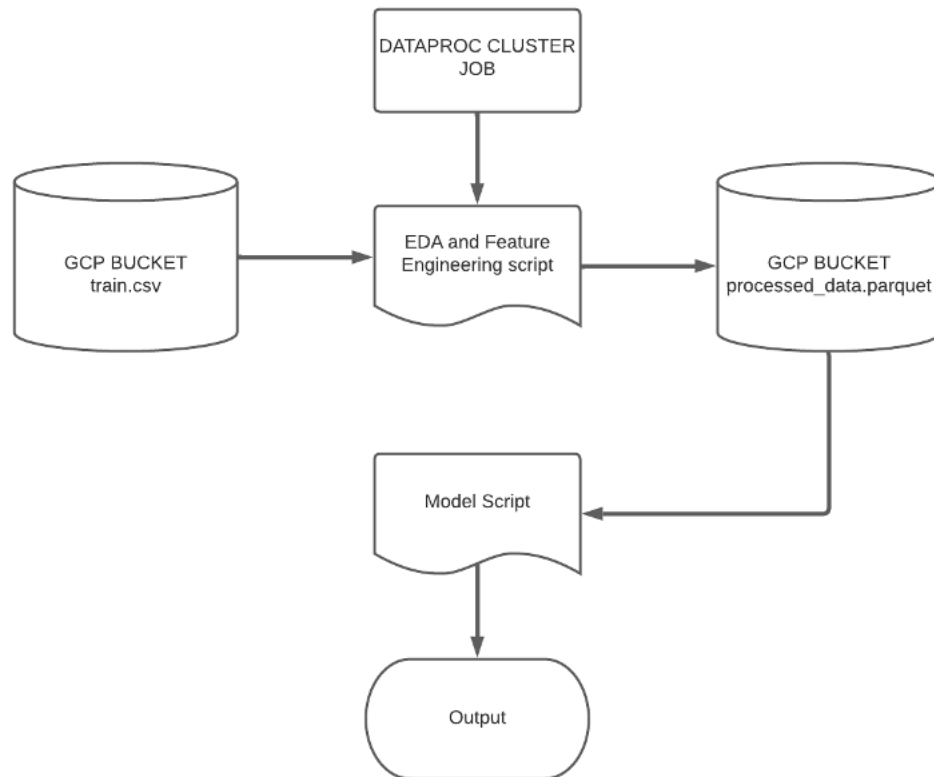 DATAPROC CLUSTER
JOB
GCP BUCKET
train.csv
EDA and Feature
Engineering script
GCP BUCKET
processed_data.parquet
Model Script
Output